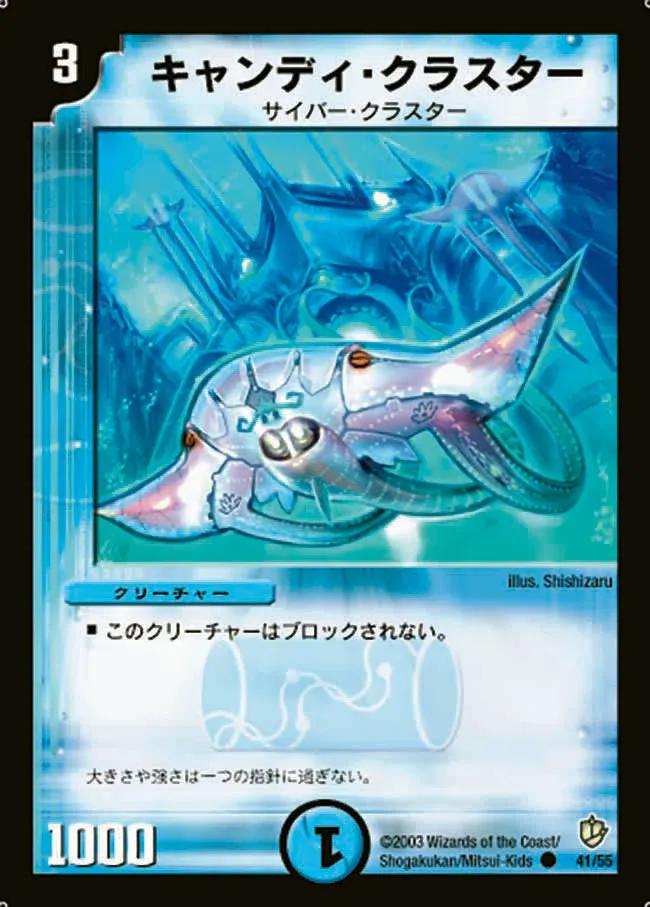 3
キャンディ・クラスター
サイバー・クラスター
illus. Shishizaru
クリーチャー
■ このクリーチャーはブロックされない。
大きさや強さは一つの指針に過ぎない。
1000
1
©2003 Wizards of the Coast/
Shogakukan/Mitsui-Kids ● 41/55